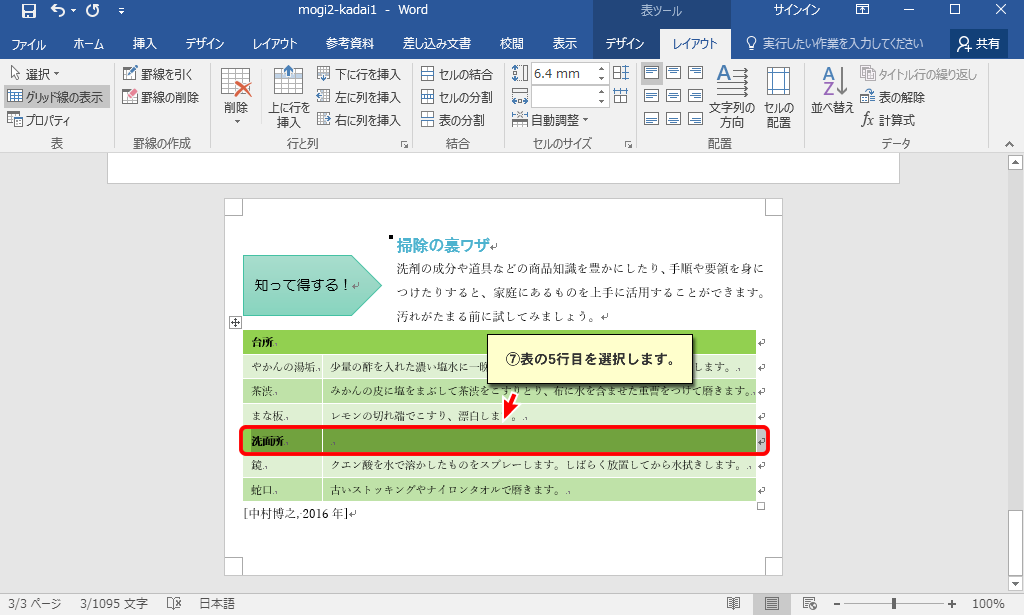 mogi2-kadai1 - Word
表ツール
サインイン
ファイル ホーム 挿入 デザイン レイアウト 参考資料 差し込み文書 校閲 表示 デザイン レイアウト 実行したい作業を入力してください 共有
選択
グリッド線の表示
プロパティ
表
罫線を引く
罫線の削除
罫線の作成
削除
上に行を
挿入
下に行を挿入
左に列を挿入
右に列を挿入
行と列
セルの結合
セルの分割
表の分割
結合
6.4 mm
自動調整
セルのサイズ
文字列の
方向
セルの
配置
配置
並べ替え
タイトル行の繰り返し
表の解除
計算式
データ
掃除の裏ワザ
知って得する！
洗剤の成分や道具などの商品知識を豊かにしたり、手順や要領を身に
つけたりすると、家庭にあるものを上手に活用することができます。
汚れがたまる前に試してみましょう。
台所
⑦表の5行目を選択します。
やかんの湯垢 少量の酢を入れた濃い塩水に一晩 します。
茶渋 みかんの皮に塩をまぶして茶渋をこすりとり、布に水を含ませた重曹をつけて磨きます。
まな板 レモンの切れ端でこすり、漂白します。
洗面所
鏡 クエン酸を水で溶かしたものをスプレーします。しばらく放置してから水拭きします。
蛇口 古いストッキングやナイロンタオルで磨きます。
[中村博之, 2016 年]
3/3 ページ 3/1095 文字 日本語 100%